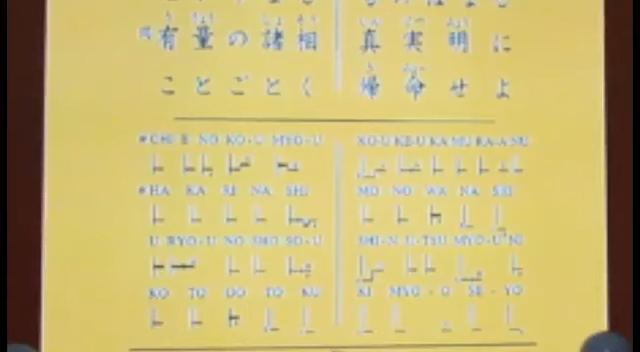 有量の諸相 真実明に
ことごとく 帰命せよ
CHI E NO KO-U MYO-U KO-U KE-U KA MU RA-A NU
HA KA RI NA SHI MO NO WA NA SHI
U RYO-U NO SHO SO-U SHI-N JI-TSU MYO-U NI
KO TO GO TO KU KI MYO-O SE-YO